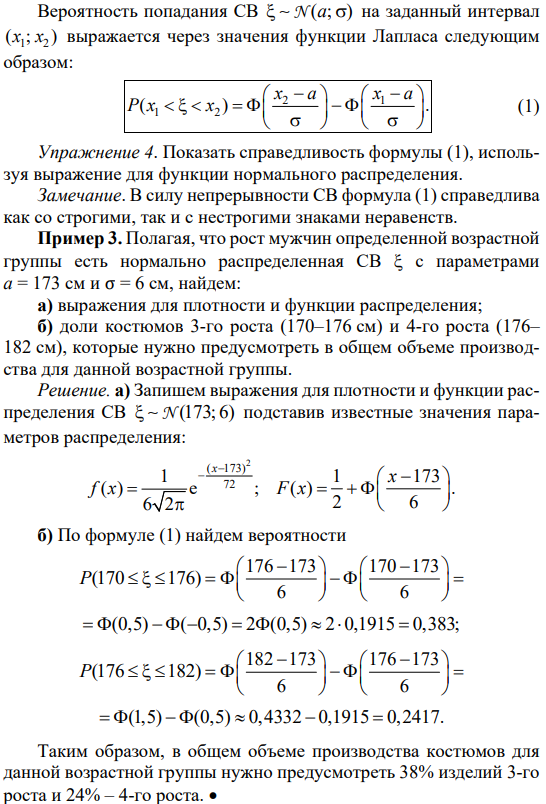 Вероятность попадания СВ ξ ~ N(a; σ) на заданный интервал
(x₁; x₂) выражается через значения функции Лапласа следующим
образом:
P(x₁ < ξ < x₂) = Φ((x₂ − a)/σ) − Φ((x₁ − a)/σ). (1)
Упражнение 4. Показать справедливость формулы (1), исполь-
зуя выражение для функции нормального распределения.
Замечание. В силу непрерывности СВ формула (1) справедлива
как со строгими, так и с нестрогими знаками неравенств.
Пример 3. Полагая, что рост мужчин определенной возрастной
группы есть нормально распределенная СВ ξ с параметрами
a = 173 см и σ = 6 см, найдем:
а) выражения для плотности и функции распределения;
б) доли костюмов 3-го роста (170–176 см) и 4-го роста (176–
182 см), которые нужно предусмотреть в общем объеме производ-
ства для данной возрастной группы.
Решение. а) Запишем выражения для плотности и функции рас-
пределения СВ ξ ~ N(173; 6) подставив известные значения пара-
метров распределения:
f(x) = 1/(6√(2π)) e^(−(x−173)²/72); F(x) = 1/2 + Φ((x − 173)/6).
б) По формуле (1) найдем вероятности
P(170 ≤ ξ ≤ 176) = Φ((176 − 173)/6) − Φ((170 − 173)/6) =
= Φ(0,5) − Φ(−0,5) = 2Φ(0,5) ≈ 2 · 0,1915 = 0,383;
P(176 ≤ ξ ≤ 182) = Φ((182 − 173)/6) − Φ((176 − 173)/6) =
= Φ(1,5) − Φ(0,5) ≈ 0,4332 − 0,1915 = 0,2417.
Таким образом, в общем объеме производства костюмов для
данной возрастной группы нужно предусмотреть 38% изделий 3-го
роста и 24% – 4-го роста. •